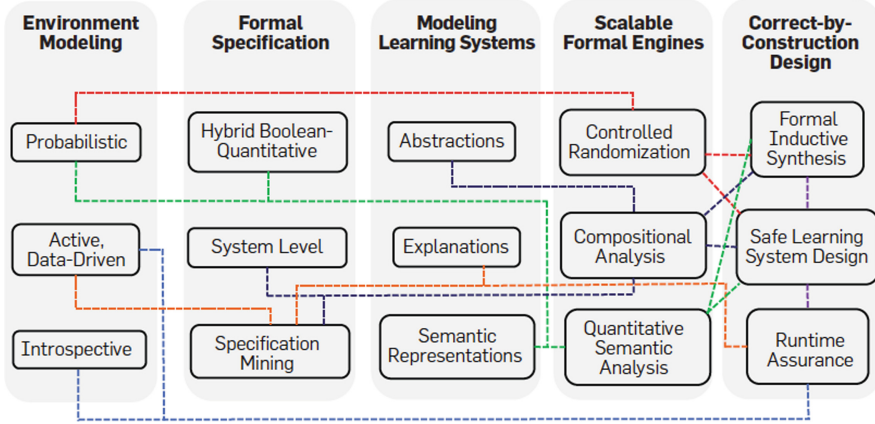 Environment
Modeling
Formal
Specification
Modeling
Learning Systems
Scalable
Formal Engines
Correct-by-
Construction
Design
Probabilistic
Active,
Data-Driven
Introspective
Hybrid Boolean-
Quantitative
System Level
Specification
Mining
Abstractions
Explanations
Semantic
Representations
Controlled
Randomization
Compositional
Analysis
Quantitative
Semantic
Analysis
Formal
Inductive
Synthesis
Safe Learning
System Design
Runtime
Assurance